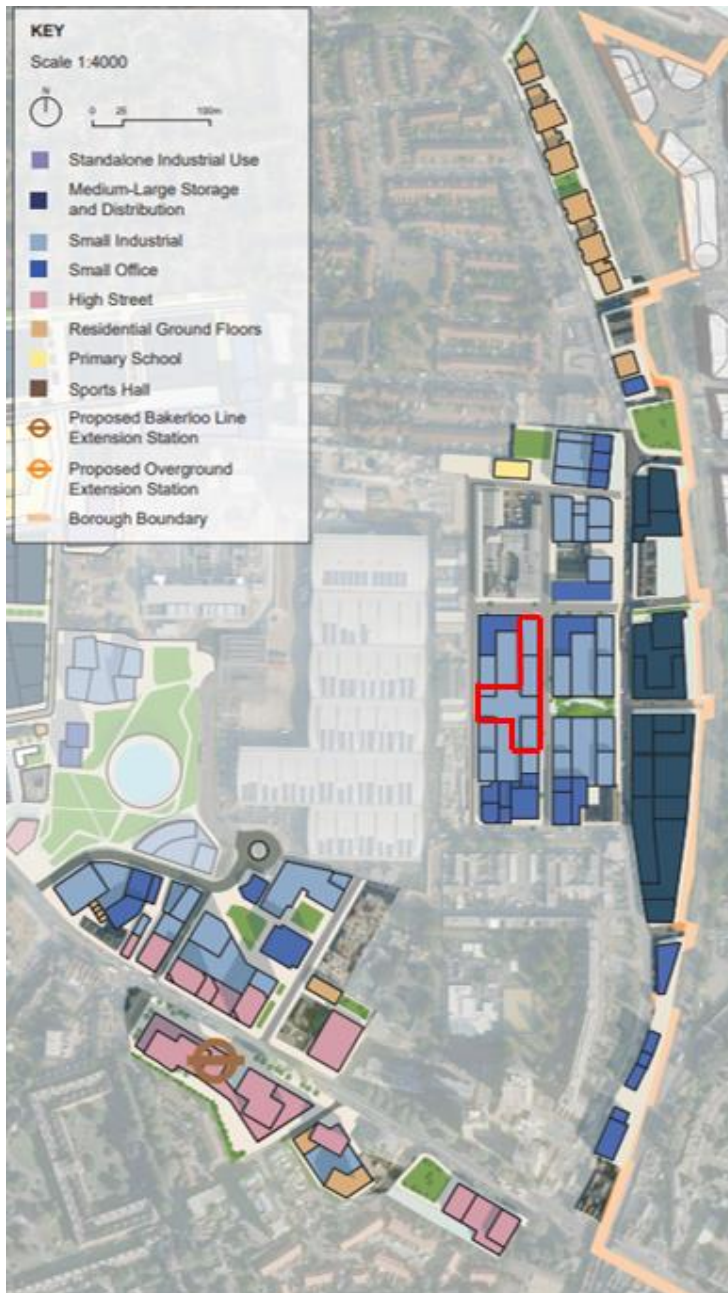 KEY
Scale 1:4000
N
0 25 100m
Standalone Industrial Use
Medium-Large Storage
and Distribution
Small Industrial
Small Office
High Street
Residential Ground Floors
Primary School
Sports Hall
Proposed Bakerloo Line
Extension Station
Proposed Overground
Extension Station
Borough Boundary